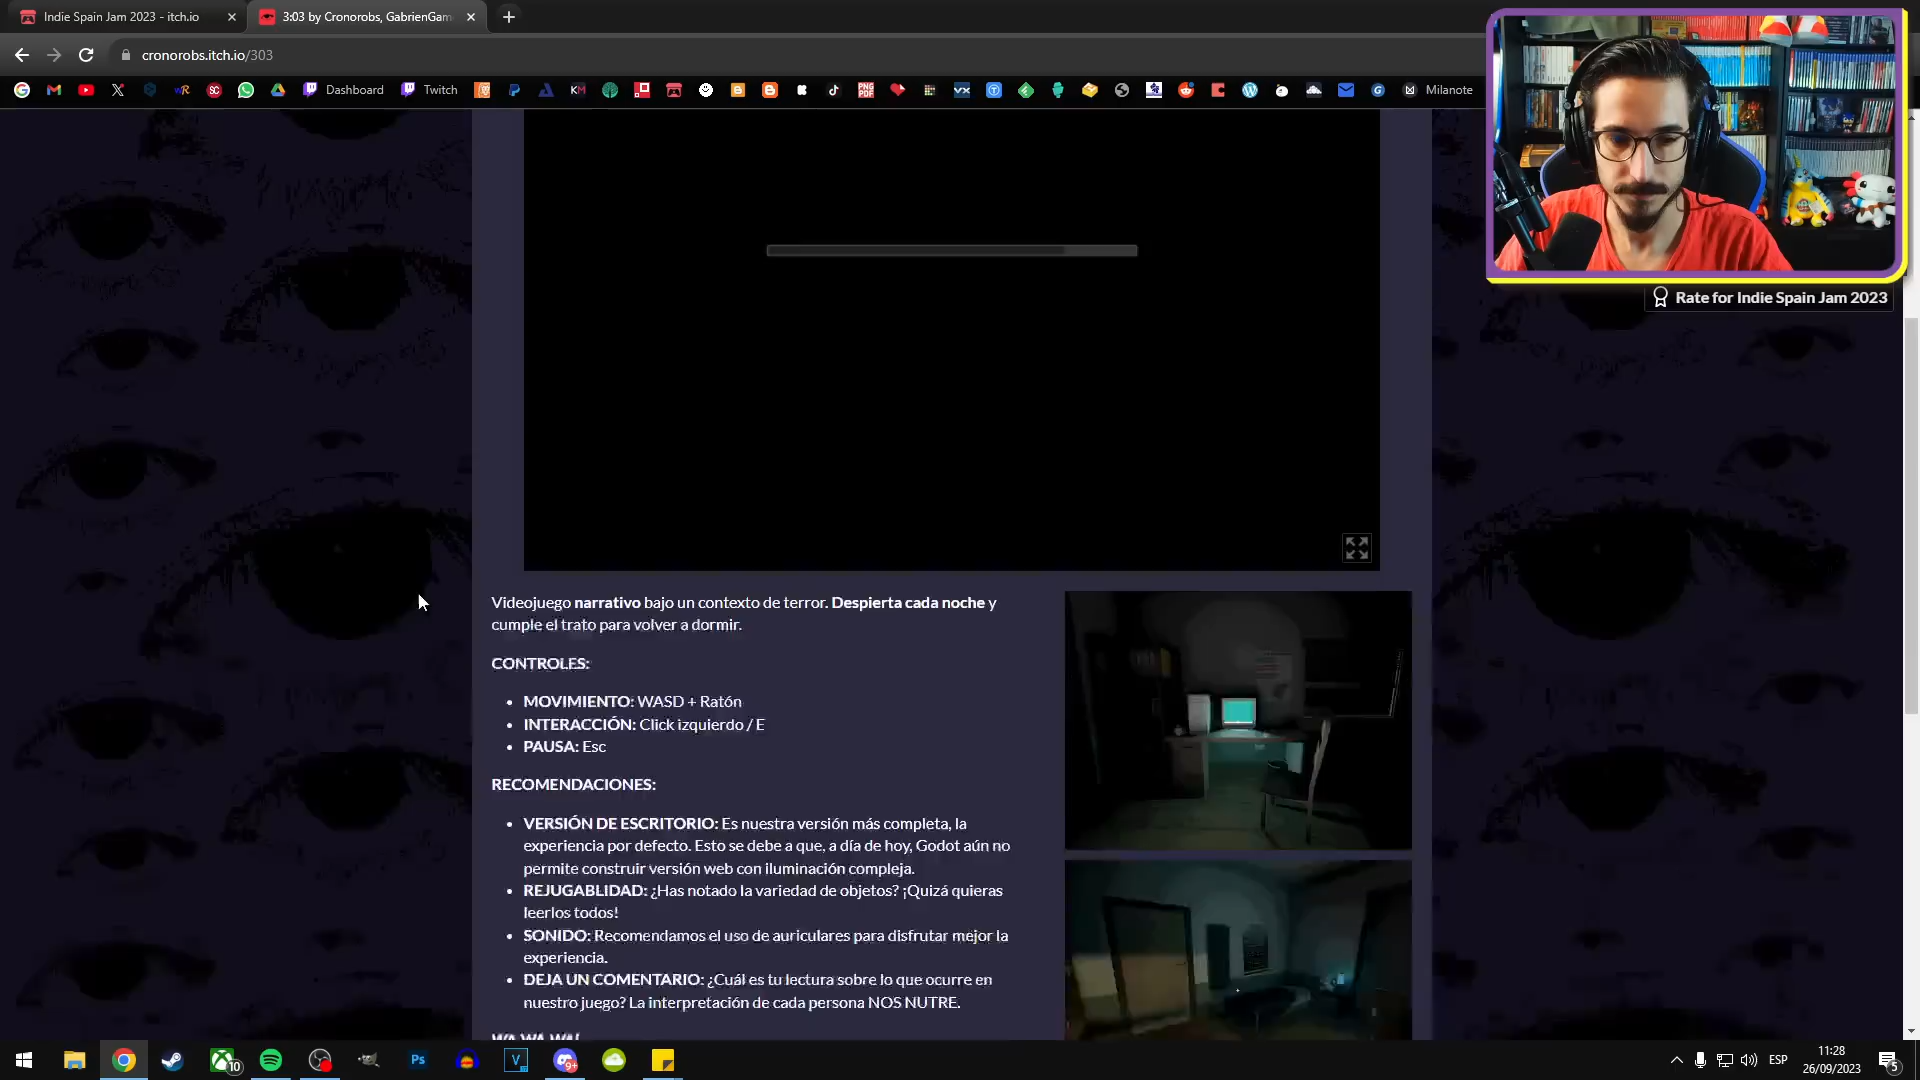 Indie Spain Jam 2023 - itch.io
3:03 by Cronorobs, GabrienGam
cronorobs.itch.io/303
Dashboard
Twitch
Milanote
Rate for Indie Spain Jam 2023
Videojuego narrativo bajo un contexto de terror. Despierta cada noche y
cumple el trato para volver a dormir.
CONTROLES:
MOVIMIENTO: WASD + Ratón
INTERACCIÓN: Click izquierdo / E
PAUSA: Esc
RECOMENDACIONES:
VERSIÓN DE ESCRITORIO: Es nuestra versión más completa, la
experiencia por defecto. Esto se debe a que, a día de hoy, Godot aún no
permite construir versión web con iluminación compleja.
REJUGABLIDAD: ¿Has notado la variedad de objetos? ¡Quizá quieras
leerlos todos!
SONIDO: Recomendamos el uso de auriculares para disfrutar mejor la
experiencia.
DEJA UN COMENTARIO: ¿Cuál es tu lectura sobre lo que ocurre en
nuestro juego? La interpretación de cada persona NOS NUTRE.
10
Ps
V
9+
ESP
11:28
26/09/2023
5